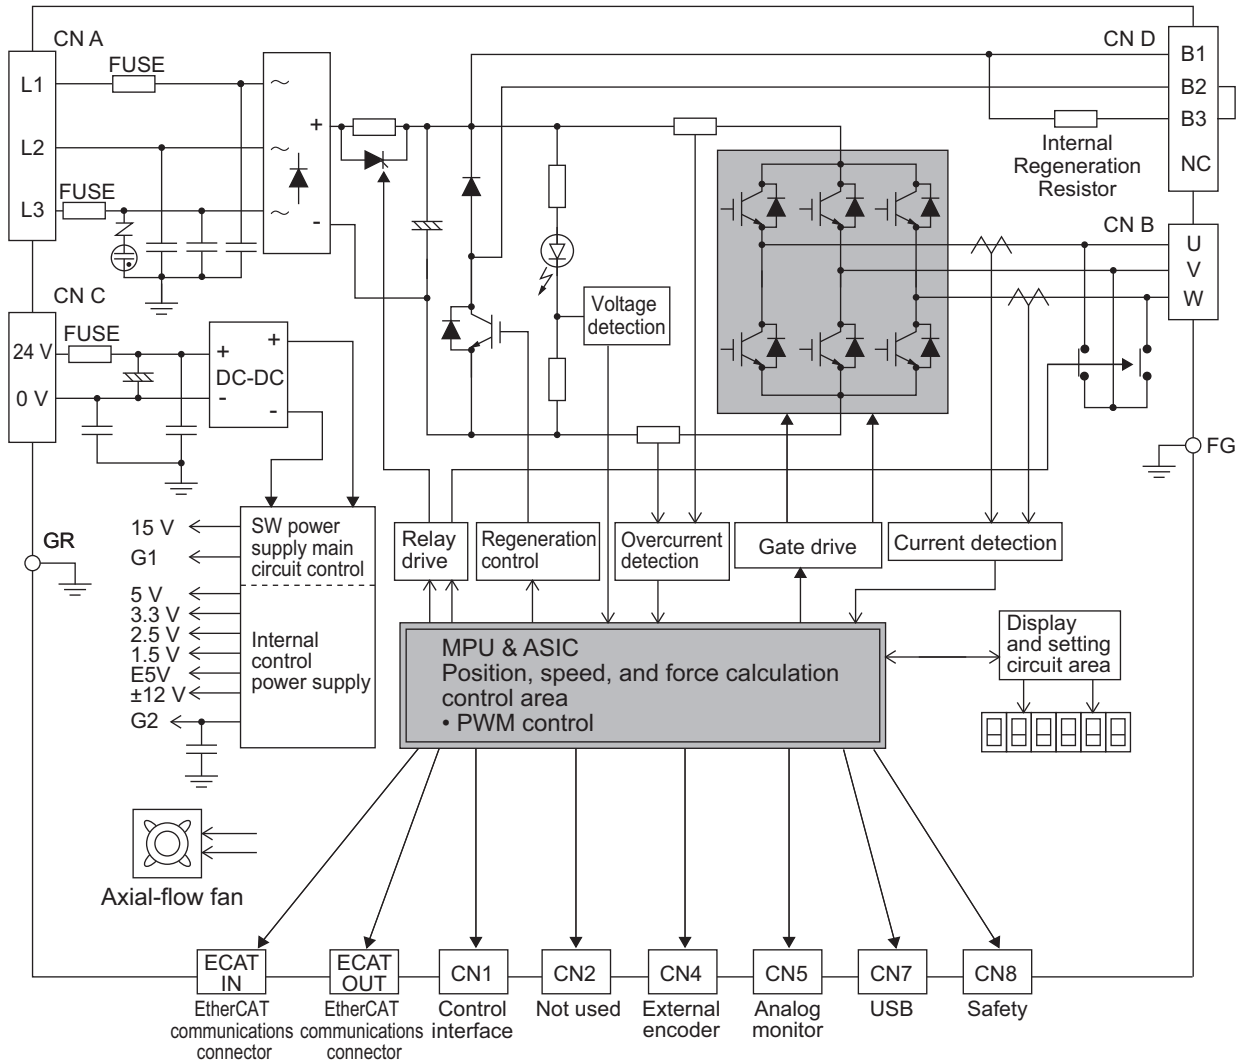 CN A
FUSE
L1
L2
FUSE
L3
+
-
CN D
B1
B2
B3
Internal
Regeneration
Resistor
NC
CN B
U
V
W
CN C
FUSE
24 V
0 V
+
+
DC-DC
-
-
Voltage
detection
FG
GR
15 V
G1
5 V
3.3 V
2.5 V
1.5 V
E5V
±12 V
G2
SW power
supply main
circuit control
Internal
control
power supply
Relay
drive
Regeneration
control
Overcurrent
detection
Gate drive
Current detection
MPU & ASIC
Position, speed, and force calculation
control area
• PWM control
Display
and setting
circuit area
Axial-flow fan
ECAT
IN
EtherCAT
communications
connector
ECAT
OUT
EtherCAT
communications
connector
CN1
Control
interface
CN2
Not used
CN4
External
encoder
CN5
Analog
monitor
CN7
USB
CN8
Safety